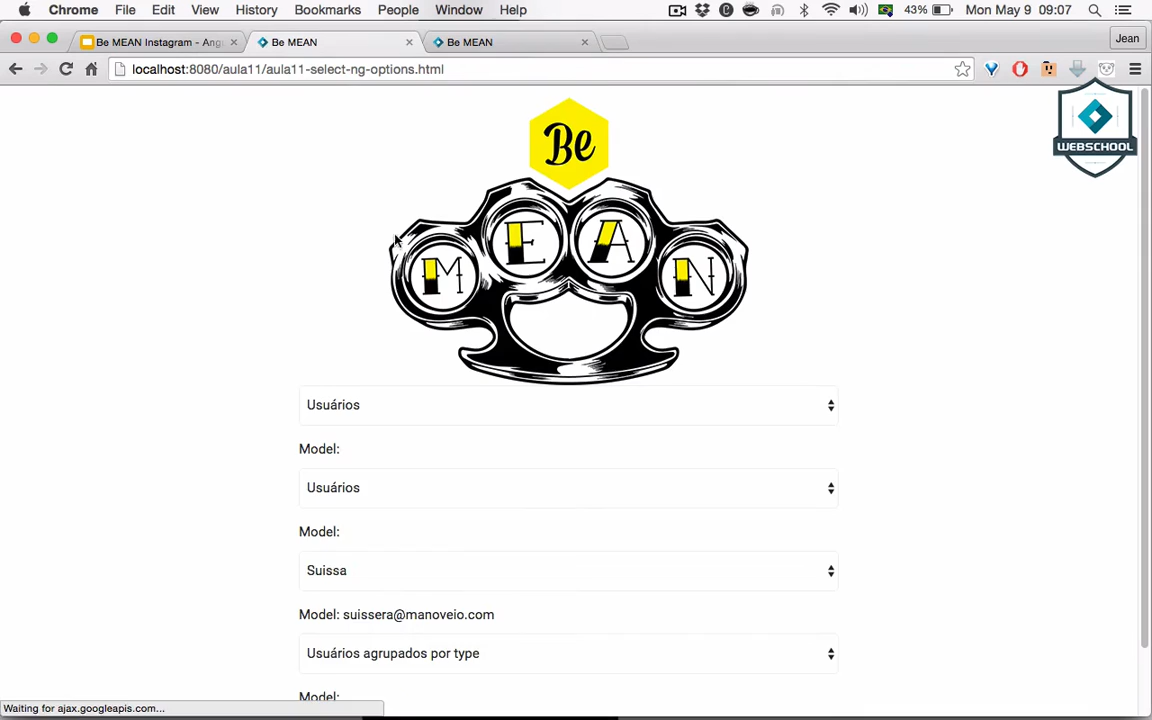 Chrome File Edit View History Bookmarks People Window Help 43% Mon May 9 09:07
Be MEAN Instagram - Ang Be MEAN Be MEAN Jean
localhost:8080/aula11/aula11-select-ng-options.html
WEBSCHOOL
Be
MEAN
Usuários
Model:
Usuários
Model:
Suissa
Model: suissera@manoveio.com
Usuários agrupados por type
Model:
Waiting for ajax.googleapis.com...